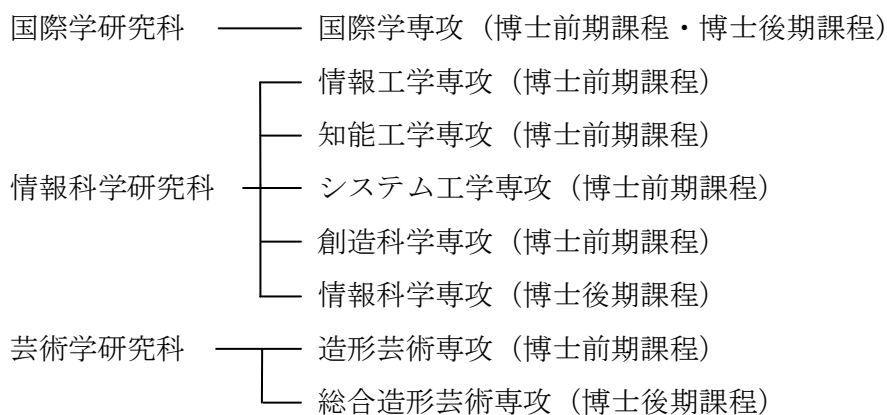 国際学研究科 国際学専攻（博士前期課程・博士後期課程）
情報工学専攻（博士前期課程）
知能工学専攻（博士前期課程）
情報科学研究科 システム工学専攻（博士前期課程）
創造科学専攻（博士前期課程）
情報科学専攻（博士後期課程）
芸術学研究科 造形芸術専攻（博士前期課程）
総合造形芸術専攻（博士後期課程）